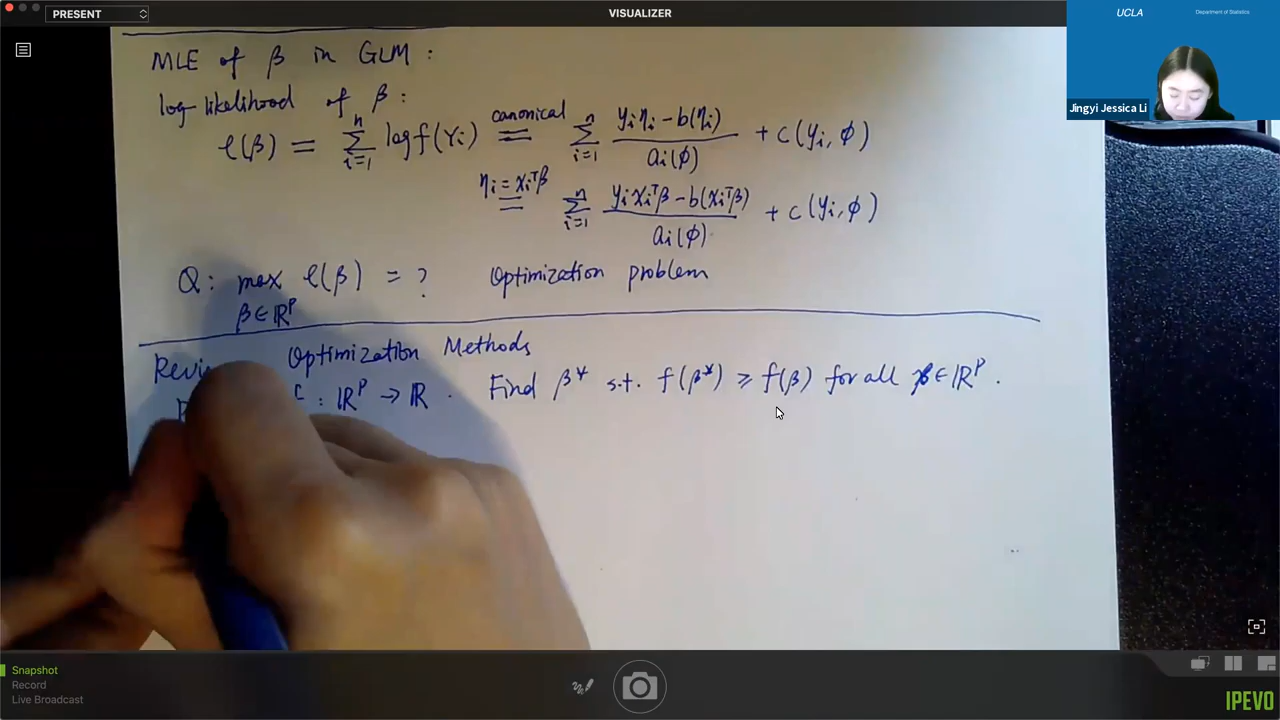 PRESENT
VISUALIZER
UCLA
Department of Statistics
Jingyi Jessica Li
MLE of β in GLM :
log-likelihood of β :
ℓ(β) = Σ_{i=1}^{n} log f(Yi) canonical = Σ_{i=1}^{n} (yiηi − b(ηi)) / ai(φ) + c(yi, φ)
ηi = xiᵀβ = Σ_{i=1}^{n} (yi xiᵀβ − b(xiᵀβ)) / ai(φ) + c(yi, φ)
Q: max_{β∈ℝᵖ} ℓ(β) = ? Optimization problem
Optimization Methods
: ℝᵖ → ℝ . Find β* s.t. f(β*) ≥ f(β) for all β ∈ ℝᵖ .
Snapshot
Record
Live Broadcast
IPEVO